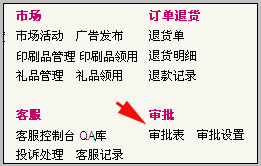 市场
市场活动 广告发布
印刷品管理 印刷品领用
礼品管理 礼品领用
订单退货
退货单
退货明细
退款记录
客服
客服控制台 QA库
投诉处理 客服记录
审批
审批表 审批设置